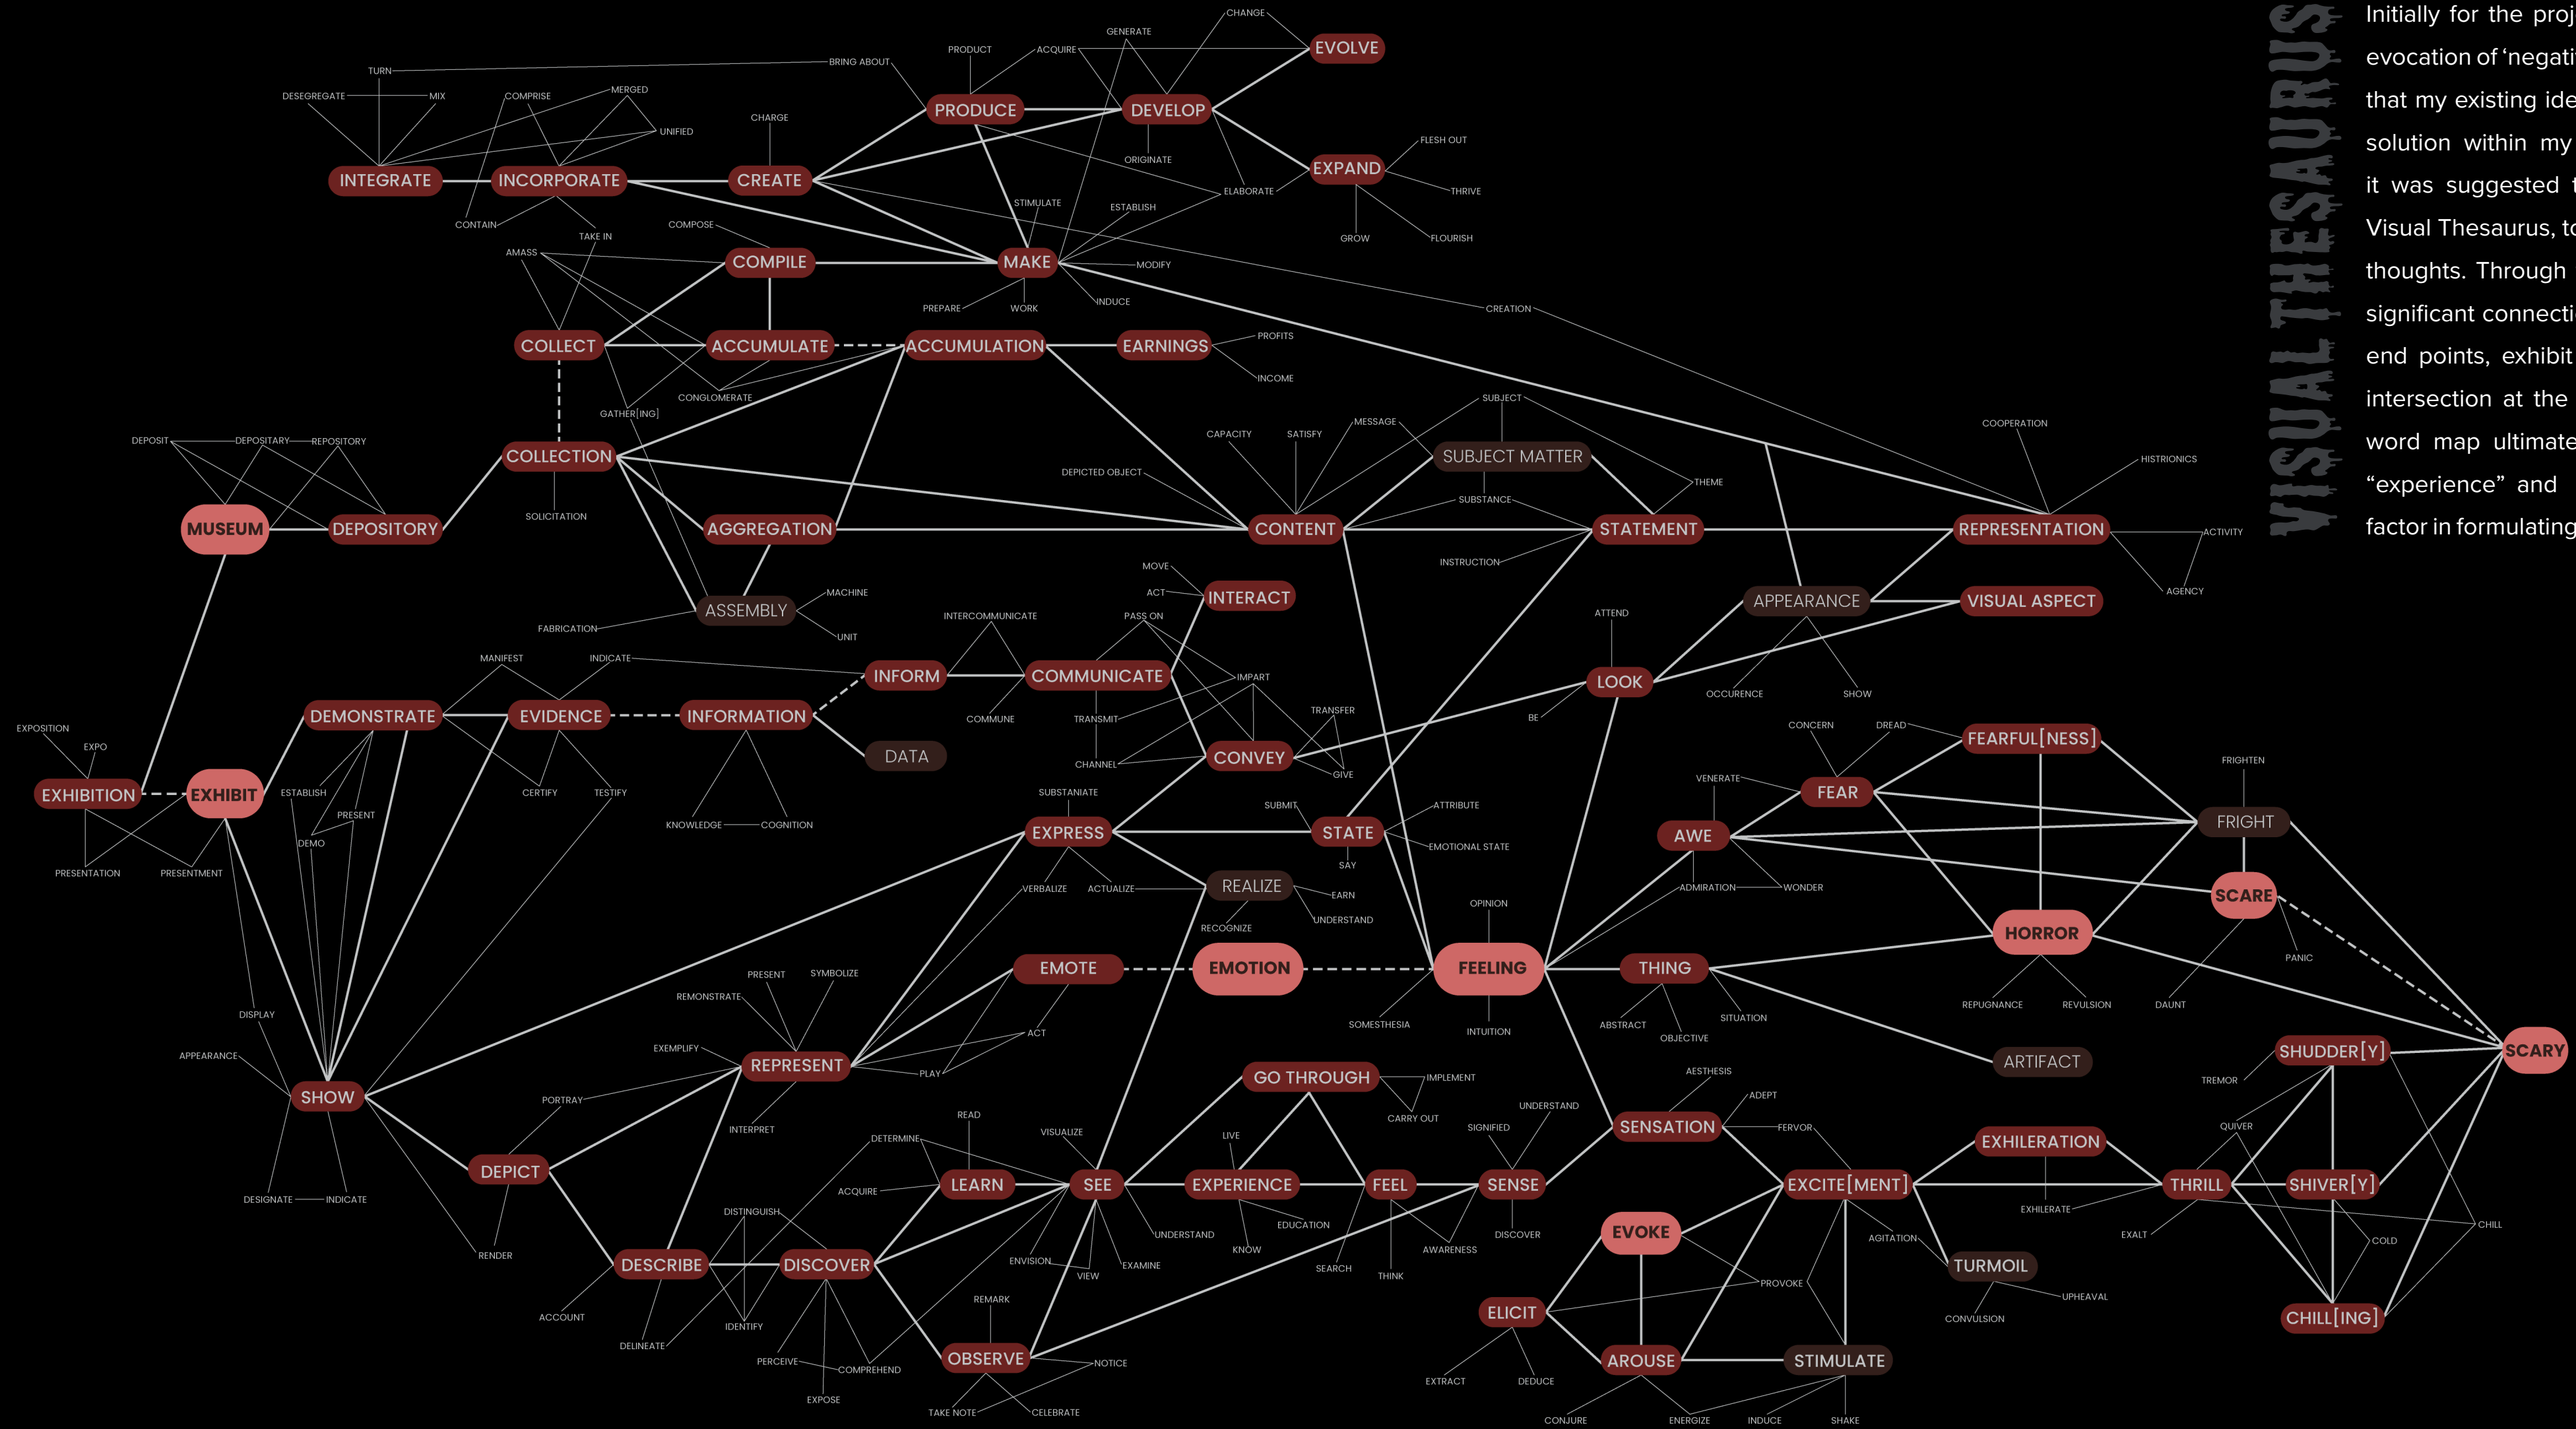 CHANGE
GENERATE
EVOLVE
PRODUCT
ACQUIRE
BRING ABOUT
TURN
DESEGREGATE
MIX
COMPRISE
MERGED
UNIFIED
CHARGE
PRODUCE
DEVELOP
ORIGINATE
FLESH OUT
EXPAND
THRIVE
INTEGRATE
INCORPORATE
CREATE
ELABORATE
STIMULATE
ESTABLISH
GROW
FLOURISH
CONTAIN
TAKE IN
COMPOSE
AMASS
COMPILE
MAKE
MODIFY
PREPARE
WORK
INDUCE
CREATION
COLLECT
ACCUMULATE
ACCUMULATION
EARNINGS
PROFITS
INCOME
CONGLOMERATE
GATHER[ING]
SUBJECT
MESSAGE
CAPACITY
SATISFY
COOPERATION
DEPOSIT
DEPOSITARY
REPOSITORY
COLLECTION
SUBJECT MATTER
HISTRIONICS
DEPICTED OBJECT
THEME
SUBSTANCE
SOLICITATION
MUSEUM
DEPOSITORY
AGGREGATION
CONTENT
STATEMENT
REPRESENTATION
ACTIVITY
INSTRUCTION
AGENCY
MOVE
ACT
INTERACT
APPEARANCE
VISUAL ASPECT
ASSEMBLY
MACHINE
UNIT
FABRICATION
INTERCOMMUNICATE
PASS ON
ATTEND
MANIFEST
INDICATE
INFORM
COMMUNICATE
IMPART
LOOK
OCCURENCE
SHOW
BE
DEMONSTRATE
EVIDENCE
INFORMATION
COMMUNE
TRANSMIT
TRANSFER
CONCERN
DREAD
FEARFUL[NESS]
EXPOSITION
EXPO
DATA
CHANNEL
CONVEY
GIVE
VENERATE
FEAR
FRIGHTEN
EXHIBITION
EXHIBIT
ESTABLISH
CERTIFY
TESTIFY
SUBSTANIATE
SUBMIT
ATTRIBUTE
PRESENT
DEMO
KNOWLEDGE
COGNITION
EXPRESS
STATE
EMOTIONAL STATE
SAY
AWE
FRIGHT
PRESENTATION
PRESENTMENT
VERBALIZE
ACTUALIZE
REALIZE
EARN
UNDERSTAND
RECOGNIZE
OPINION
ADMIRATION
WONDER
SCARE
HORROR
PANIC
EMOTE
EMOTION
FEELING
THING
PRESENT
SYMBOLIZE
REMONSTRATE
DISPLAY
SOMESTHESIA
INTUITION
ABSTRACT
OBJECTIVE
SITUATION
REPUGNANCE
REVULSION
DAUNT
ACT
APPEARANCE
EXEMPLIFY
REPRESENT
PLAY
GO THROUGH
IMPLEMENT
CARRY OUT
AESTHESIS
ARTIFACT
SHUDDER[Y]
SCARY
TREMOR
SHOW
PORTRAY
INTERPRET
READ
DETERMINE
VISUALIZE
LIVE
SIGNIFIED
UNDERSTAND
ADEPT
SENSATION
FERVOR
EXHILERATION
QUIVER
DEPICT
DESIGNATE
INDICATE
ACQUIRE
LEARN
SEE
EXPERIENCE
FEEL
SENSE
EXCITE[MENT]
THRILL
SHIVER[Y]
EXHILERATE
EXALT
CHILL
COLD
DISTINGUISH
RENDER
DESCRIBE
DISCOVER
ENVISION
VIEW
EXAMINE
UNDERSTAND
KNOW
EDUCATION
SEARCH
THINK
AWARENESS
DISCOVER
EVOKE
AGITATION
TURMOIL
PROVOKE
CONVULSION
UPHEAVAL
CHILL[ING]
ACCOUNT
DELINEATE
IDENTIFY
REMARK
ELICIT
PERCEIVE
COMPREHEND
EXPOSE
OBSERVE
NOTICE
TAKE NOTE
CELEBRATE
EXTRACT
DEDUCE
AROUSE
STIMULATE
CONJURE
ENERGIZE
INDUCE
SHAKE
VISUAL THESAURUS
Initially for the proj
evocation of ‘negati
that my existing ide
solution within my
it was suggested t
Visual Thesaurus, to
thoughts. Through
significant connecti
end points, exhibit
intersection at the
word map ultimate
“experience” and
factor in formulating